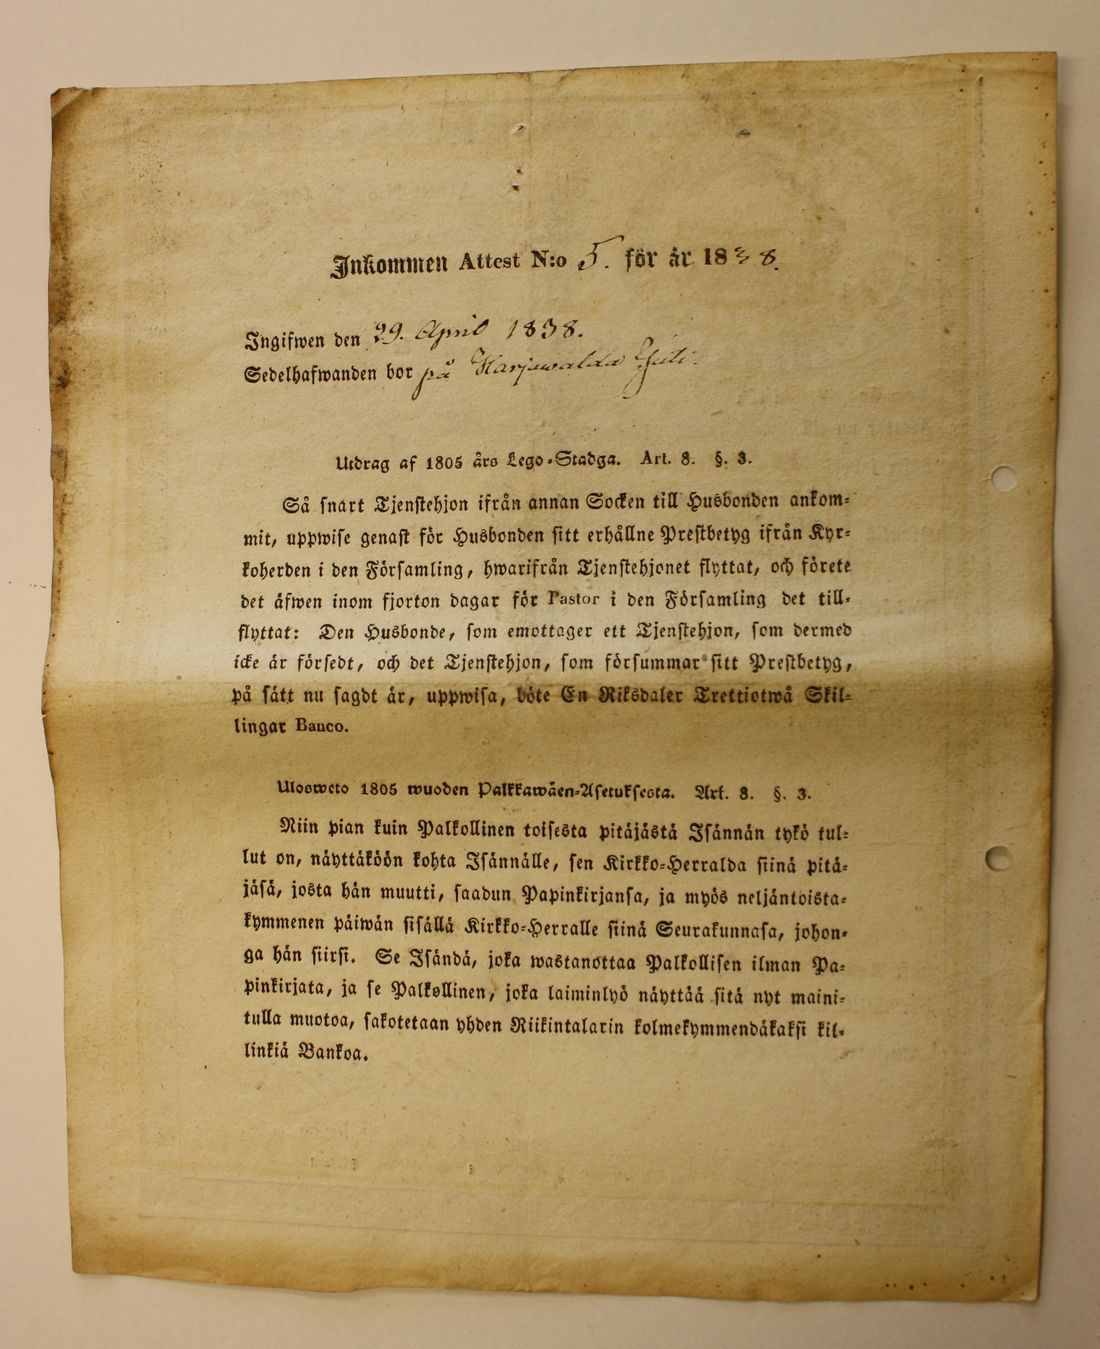 Inkommen Attest N:o 5. för år 1838.
Ingifwen den 29. April 1838.
Sedelhafwanden bor på Harjawalda Yli
Utdrag af 1805 års Lego-Stadga. Art. 8. §. 3.
Så snart Tjenstehjon ifrån annan Socken till Husbonden ankom-
mit, uppwise genast för Husbonden sitt erhållne Prestbetyg ifrån Kyr-
koherden i den Församling, hwarifrån Tjenstehjonet flyttat, och förete
det äfwen inom fjorton dagar för Pastor i den Församling det till-
flyttat: Den Husbonde, som emottager ett Tjenstehjon, som dermed
icke är försedt, och det Tjenstehjon, som försummar sitt Prestbetyg,
på sätt nu sagdt är, uppwisa, böte En Riksdaler Trettiotwå Skil-
lingar Banco.
Ulosweto 1805 wuoden Palkkawäen-Asetuksesta. Art. 8. §. 3.
Niin pian kuin Palkollinen toisesta pitäjästä Isännän tykö tul-
lut on, näyttäköön kohta Isännälle, sen Kirkko-Herralda siinä pitä-
jäsä, josta hän muutti, saadun Papinkirjansa, ja myös neljäntoista-
kymmenen päiwän sisällä Kirkko-Herralle siinä Seurakunnasa, johon-
ga hän siirsi. Se Isändä, joka wastanottaa Palkollisen ilman Pa-
pinkirjata, ja se Palkollinen, joka laiminlyö näyttää sitä nyt maini-
tulla muotoa, sakotetaan yhden Riikintalarin kolmekymmendäkaksi kil-
linkiä Bankoa.